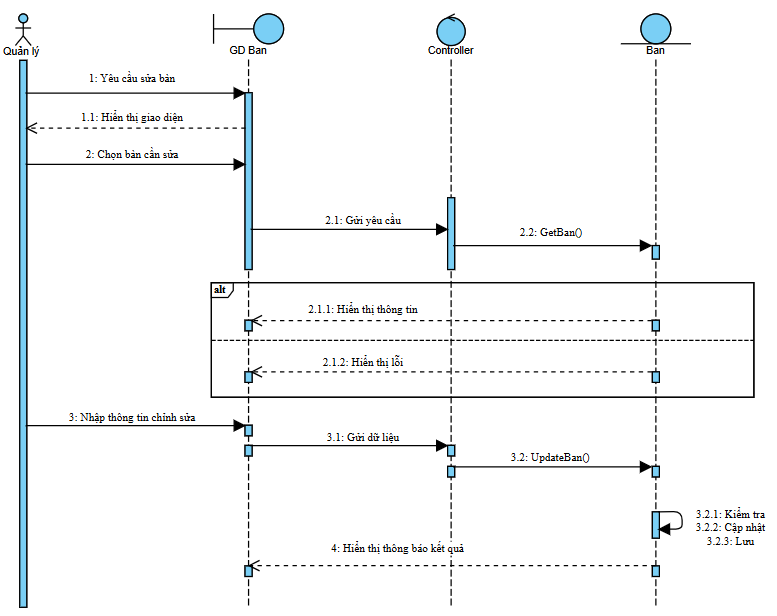 Quản lý
GD Ban
Controller
Ban
1: Yêu cầu sửa bản
1.1: Hiển thị giao diện
2: Chọn bản cần sửa
2.1: Gửi yêu cầu
2.2: GetBan()
alt
2.1.1: Hiển thị thông tin
2.1.2: Hiển thị lỗi
3: Nhập thông tin chỉnh sửa
3.1: Gửi dữ liệu
3.2: UpdateBan()
3.2.1: Kiểm tra
3.2.2: Cập nhật
3.2.3: Lưu
4: Hiển thị thông báo kết quả